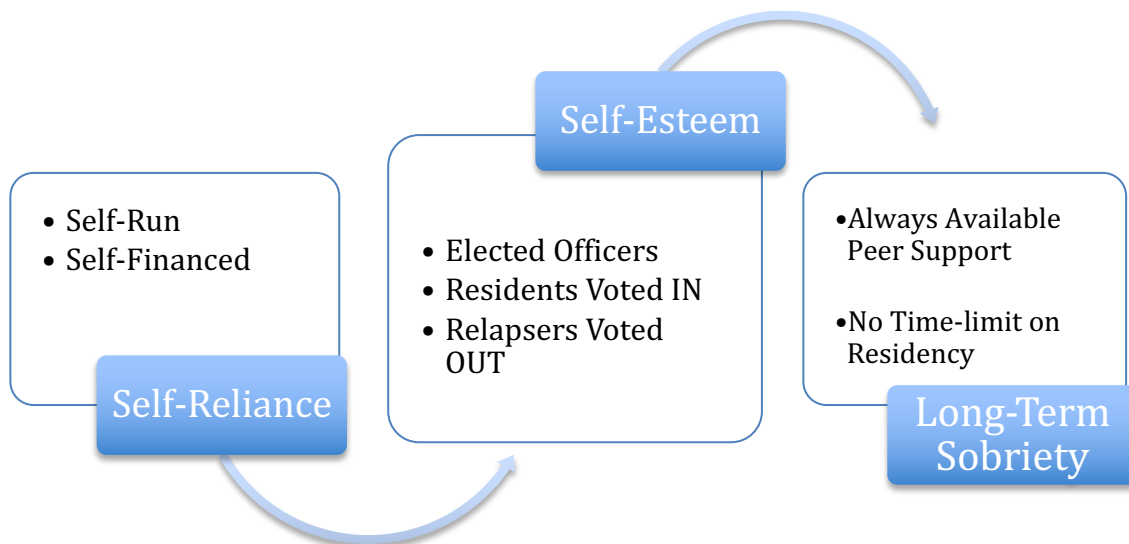 • Self-Run
• Self-Financed
Self-Reliance
Self-Esteem
• Elected Officers
• Residents Voted IN
• Relapsers Voted
OUT
•Always Available
Peer Support
•No Time-limit on
Residency
Long-Term
Sobriety